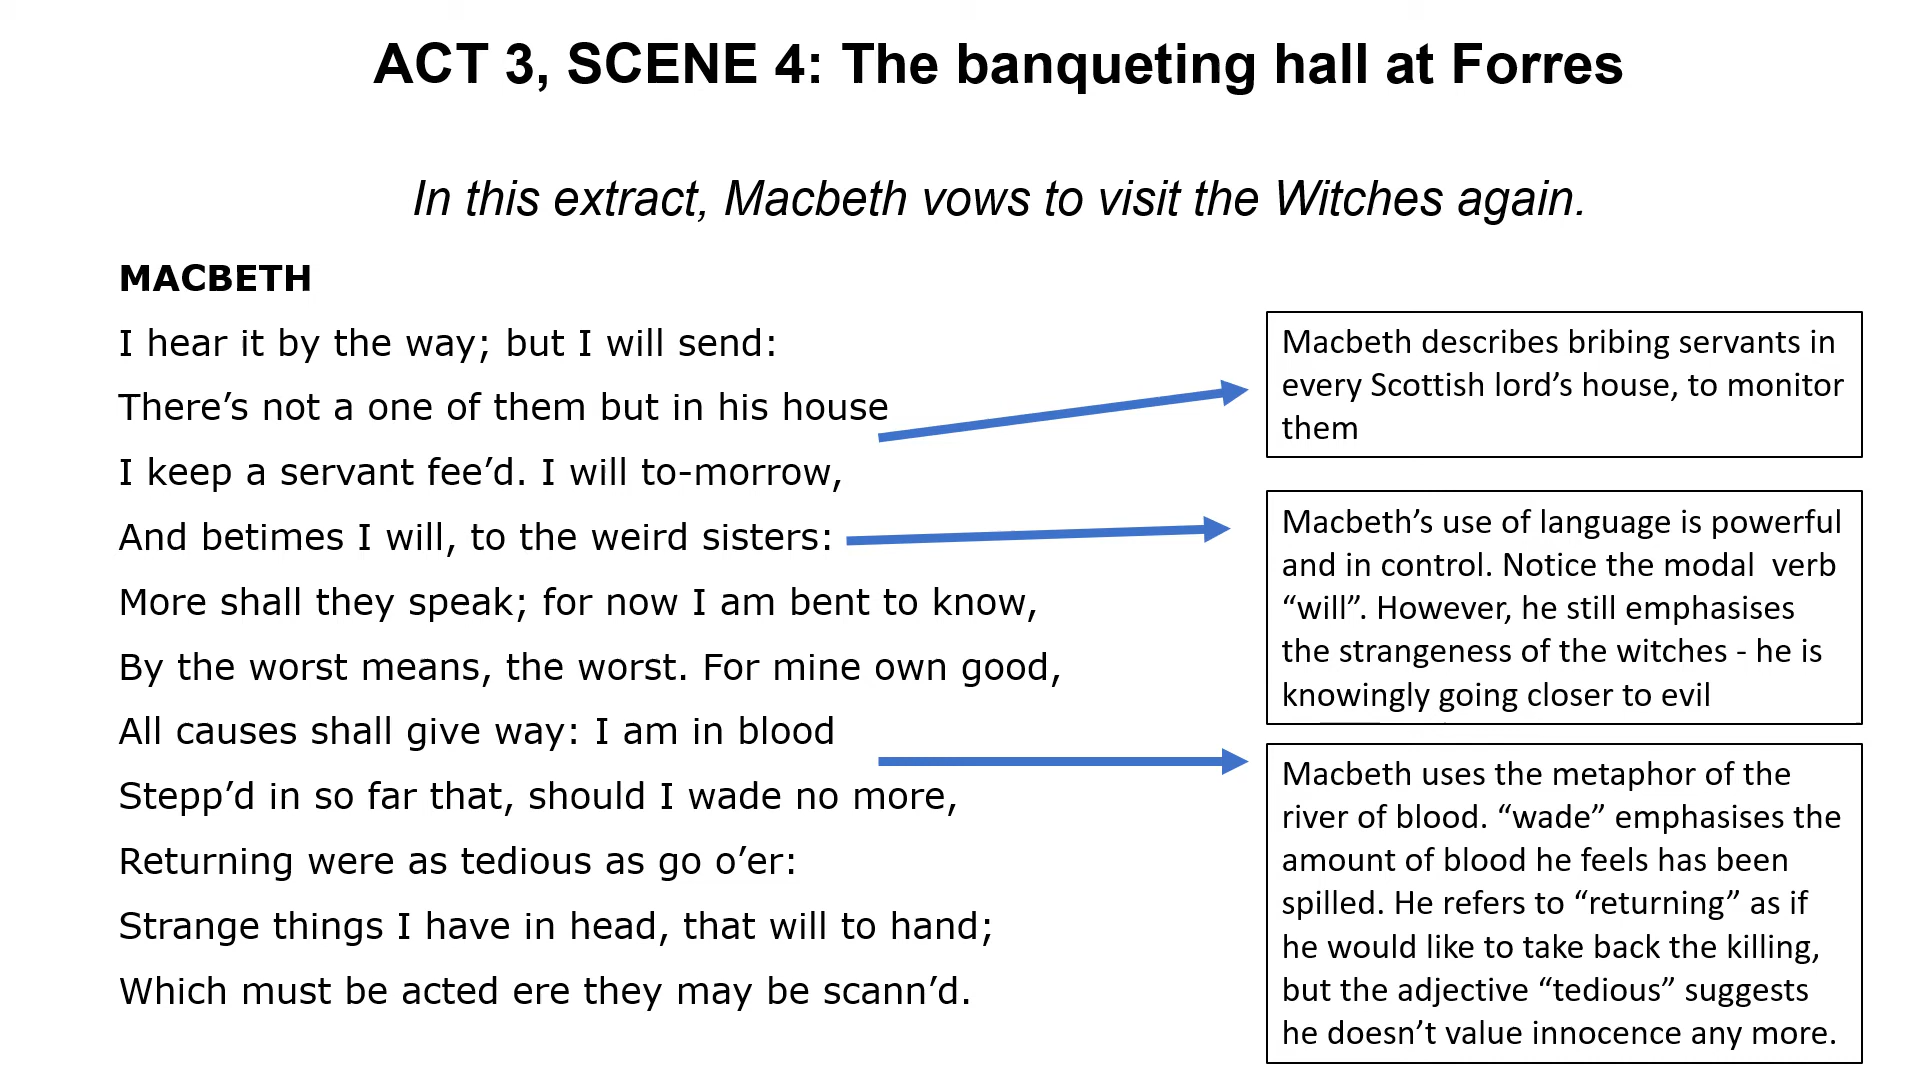 ACT 3, SCENE 4: The banqueting hall at Forres
In this extract, Macbeth vows to visit the Witches again.
MACBETH
I hear it by the way; but I will send:
There’s not a one of them but in his house
I keep a servant fee’d. I will to-morrow,
And betimes I will, to the weird sisters:
More shall they speak; for now I am bent to know,
By the worst means, the worst. For mine own good,
All causes shall give way: I am in blood
Stepp’d in so far that, should I wade no more,
Returning were as tedious as go o’er:
Strange things I have in head, that will to hand;
Which must be acted ere they may be scann’d.
Macbeth describes bribing servants in
every Scottish lord’s house, to monitor
them
Macbeth’s use of language is powerful
and in control. Notice the modal  verb
“will”. However, he still emphasises
the strangeness of the witches - he is
knowingly going closer to evil
Macbeth uses the metaphor of the
river of blood. “wade” emphasises the
amount of blood he feels has been
spilled. He refers to “returning” as if
he would like to take back the killing,
but the adjective “tedious” suggests
he doesn’t value innocence any more.